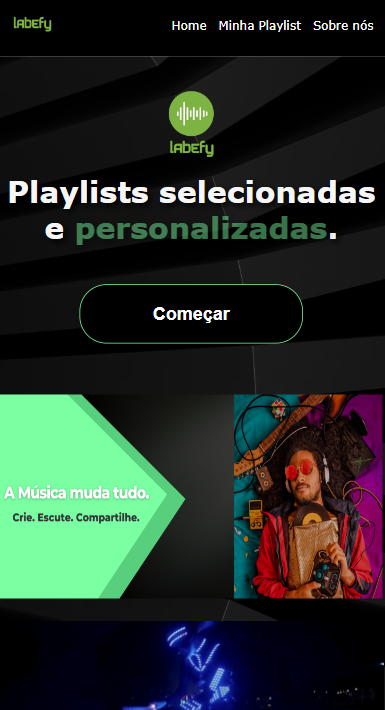 LABEFY
Home Minha Playlist Sobre nós
LABEFY
Playlists selecionadas
e personalizadas.
Começar
A Música muda tudo.
Crie. Escute. Compartilhe.